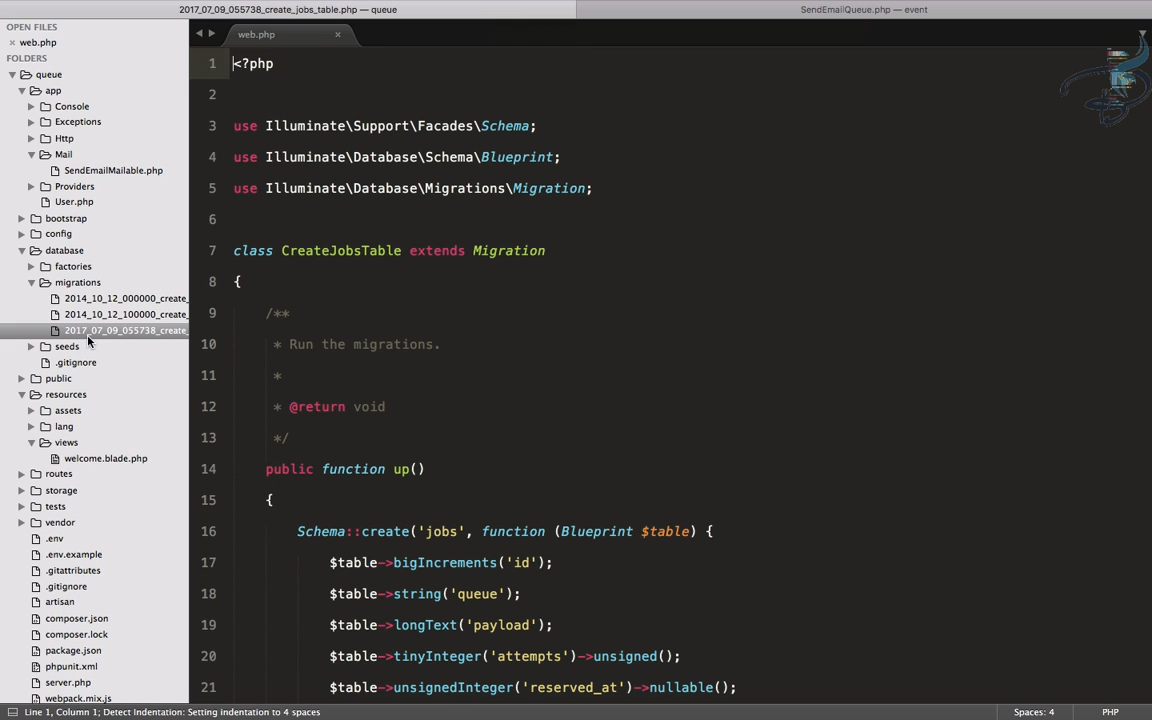 2017_07_09_055738_create_jobs_table.php — queue
SendEmailQueue.php — event
OPEN FILES
× web.php
FOLDERS
queue
app
Console
Exceptions
Http
Mail
SendEmailMailable.php
Providers
User.php
bootstrap
config
database
factories
migrations
2014_10_12_000000_create_
2014_10_12_100000_create_
2017_07_09_055738_create_
seeds
.gitignore
public
resources
assets
lang
views
welcome.blade.php
routes
storage
tests
vendor
.env
.env.example
.gitattributes
.gitignore
artisan
composer.json
composer.lock
package.json
phpunit.xml
server.php
webpack.mix.js
web.php ×
1 <?php
2
3 use Illuminate\Support\Facades\Schema;
4 use Illuminate\Database\Schema\Blueprint;
5 use Illuminate\Database\Migrations\Migration;
6
7 class CreateJobsTable extends Migration
8 {
9 /**
10 * Run the migrations.
11 *
12 * @return void
13 */
14 public function up()
15 {
16 Schema::create('jobs', function (Blueprint $table) {
17 $table->bigIncrements('id');
18 $table->string('queue');
19 $table->longText('payload');
20 $table->tinyInteger('attempts')->unsigned();
21 $table->unsignedInteger('reserved_at')->nullable();
Line 1, Column 1; Detect Indentation: Setting indentation to 4 spaces
Spaces: 4
PHP